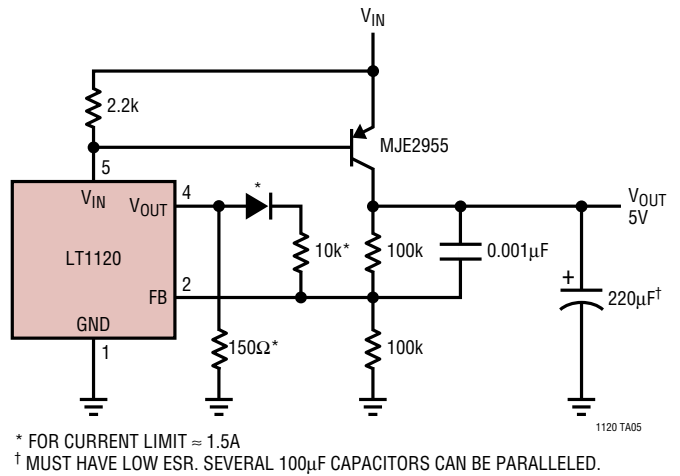 VIN
2.2k
MJE2955
5
VIN
VOUT
4
*
VOUT
5V
LT1120
10k*
100k
0.001µF
FB
2
+
220µF†
GND
1
150Ω*
100k
1120 TA05
* FOR CURRENT LIMIT ≈ 1.5A
† MUST HAVE LOW ESR. SEVERAL 100µF CAPACITORS CAN BE PARALLELED.